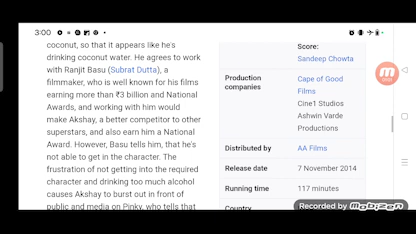 3:00
coconut, so that it appears like he's
drinking coconut water. He agrees to work
with Ranjit Basu (Subrat Dutta), a
filmmaker, who is well known for his films
earning more than ₹3 billion and National
Awards, and working with him would
make Akshay, a better competitor to other
superstars, and also earn him a National
Award. However, Basu tells him, that he's
not able to get in the character. The
frustration of not getting into the required
character and drinking too much alcohol
causes Akshay to burst out in front of
public and media on Pinky, who tells that
Score:
Sandeep Chowta
Production companies
Cape of Good
Films
Cine1 Studios
Ashwin Varde
Productions
Distributed by
AA Films
Release date
7 November 2014
Running time
117 minutes
Country
Recorded by Mobizen